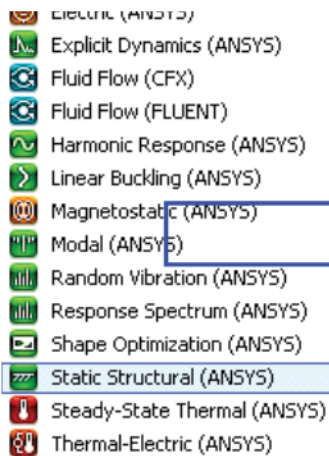 Electric (ANSYS)
Explicit Dynamics (ANSYS)
Fluid Flow (CFX)
Fluid Flow (FLUENT)
Harmonic Response (ANSYS)
Linear Buckling (ANSYS)
Magnetostatic (ANSYS)
Modal (ANSYS)
Random Vibration (ANSYS)
Response Spectrum (ANSYS)
Shape Optimization (ANSYS)
Static Structural (ANSYS)
Steady-State Thermal (ANSYS)
Thermal-Electric (ANSYS)